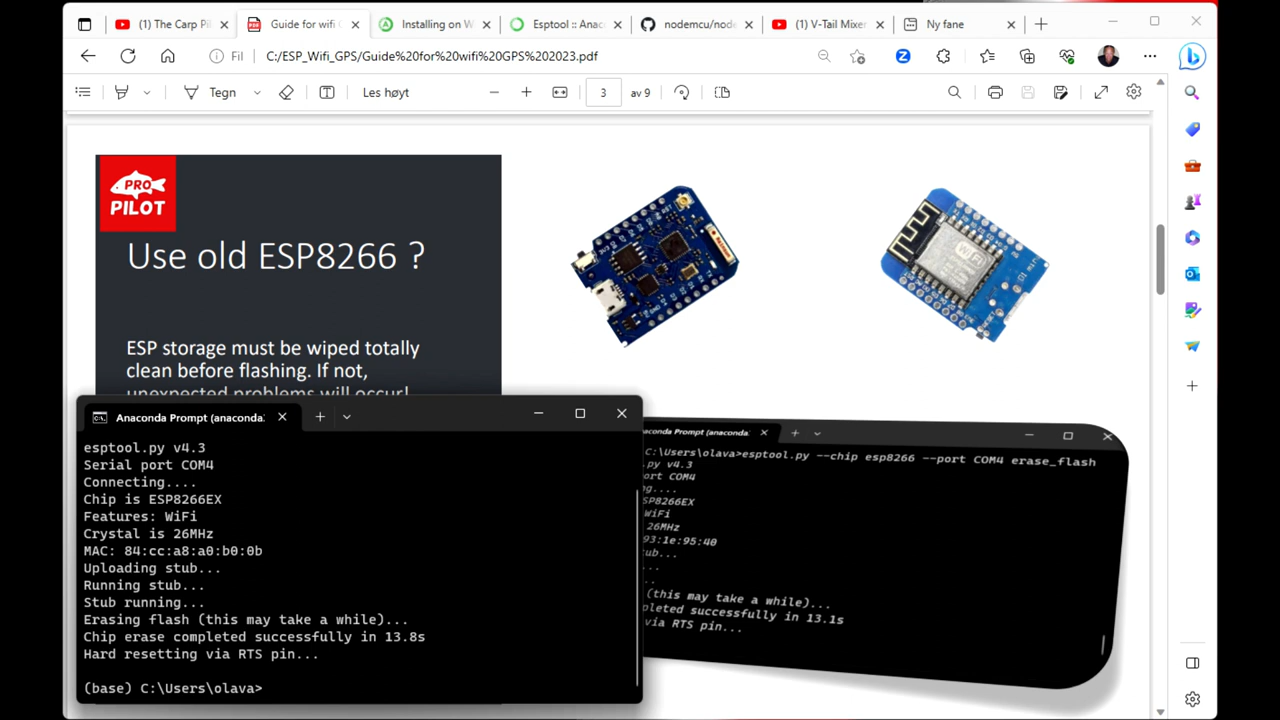 (1) The Carp Pil
Guide for wifi
Installing on W
Esptool :: Anac
nodemcu/node
(1) V-Tail Mixer
Ny fane
Fil
C:/ESP_Wifi_GPS/Guide%20for%20wifi%20GPS%202023.pdf
Tegn
Les høyt
3
av 9
PRO
PILOT
Use old ESP8266 ?
ESP storage must be wiped totally
clean before flashing. If not,
unexpected problems will occur!
Anaconda Prompt (anaconda:
esptool.py v4.3
Serial port COM4
Connecting....
Chip is ESP8266EX
Features: WiFi
Crystal is 26MHz
MAC: 84:cc:a8:a0:b0:0b
Uploading stub...
Running stub...
Stub running...
Erasing flash (this may take a while)...
Chip erase completed successfully in 13.8s
Hard resetting via RTS pin...
(base) C:\Users\olava>
naconda Prompt (anaconda:
C:\Users\olava>esptool.py --chip esp8266 --port COM4 erase_flash
.py v4.3
port COM4
ng....
SP8266EX
WiFi
26MHz
93:1e:95:40
tub...
...
..
(this may take a while)...
pleted successfully in 13.1s
via RTS pin...